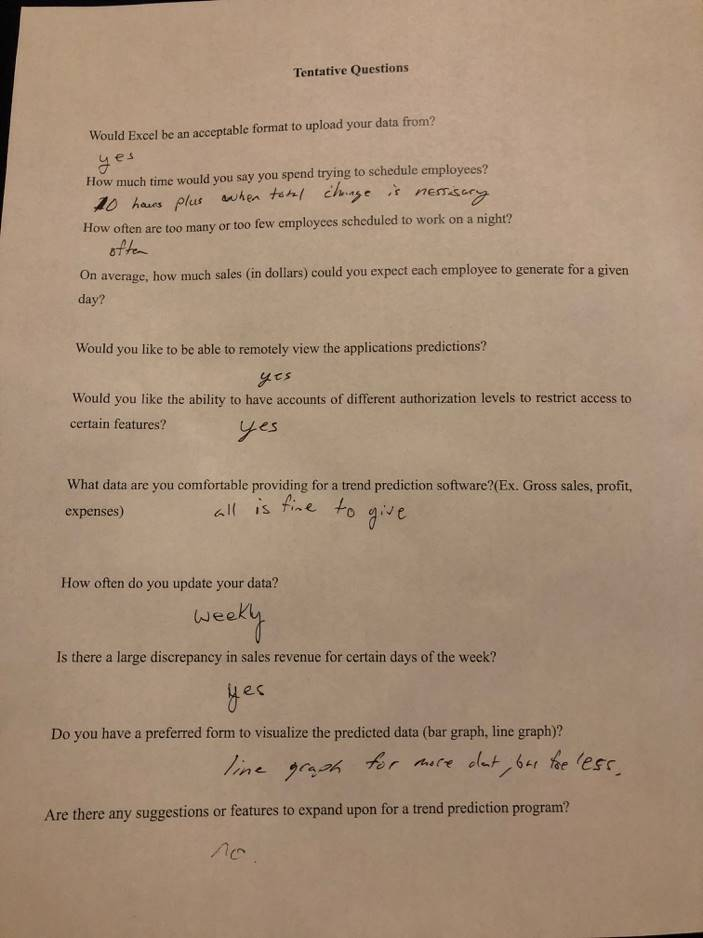 Tentative Questions
Would Excel be an acceptable format to upload your data from?
yes
How much time would you say you spend trying to schedule employees?
10 hours plus when total change is nessisary
How often are too many or too few employees scheduled to work on a night?
often
On average, how much sales (in dollars) could you expect each employee to generate for a given
day?
Would you like to be able to remotely view the applications predictions?
yes
Would you like the ability to have accounts of different authorization levels to restrict access to
certain features? yes
What data are you comfortable providing for a trend prediction software?(Ex. Gross sales, profit,
expenses) all is fine to give
How often do you update your data?
weekly
Is there a large discrepancy in sales revenue for certain days of the week?
yes
Do you have a preferred form to visualize the predicted data (bar graph, line graph)?
line graph for more dat, bar for less.
Are there any suggestions or features to expand upon for a trend prediction program?
no.